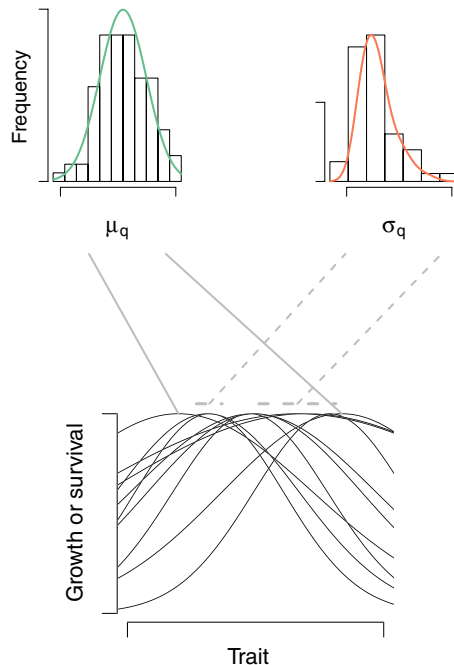 Frequency
μq
σq
Growth or survival
Trait